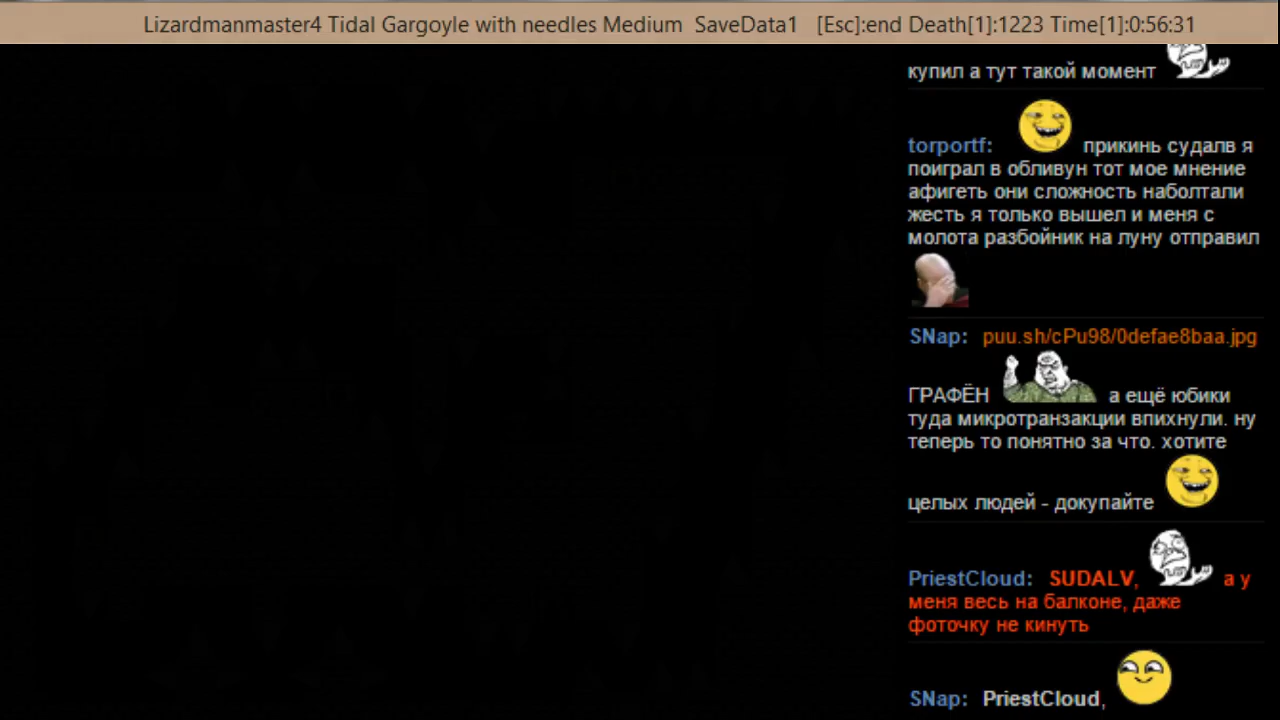 Lizardmanmaster4 Tidal Gargoyle with needles Medium SaveData1 [Esc]:end Death[1]:1223 Time[1]:0:56:31
купил а тут такой момент
torportf: прикинь судалв я
поиграл в обливун тот мое мнение
афигеть они сложность наболтали
жесть я только вышел и меня с
молота разбойник на луну отправил
SNap: puu.sh/cPu98/0defae8baa.jpg
ГРАФЁН а ещё юбики
туда микротранзакции впихнули. ну
теперь то понятно за что. хотите
целых людей - докупайте
PriestCloud: SUDALV, а у
меня весь на балконе, даже
фоточку не кинуть
SNap: PriestCloud,